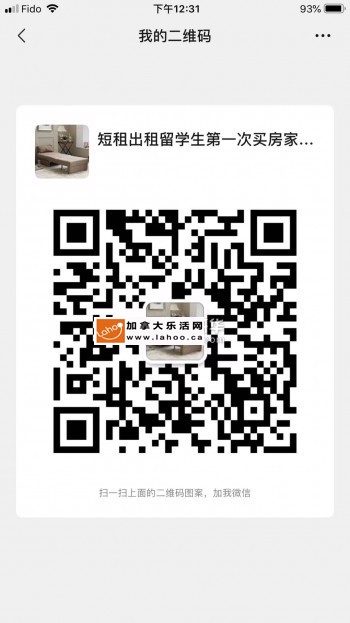 Fido 下午12:31 93%
我的二维码
短租出租留学生第一次买房家...
Lahoo 加拿大乐活网
www.lahoo.ca
扫一扫上面的二维码图案，加我微信